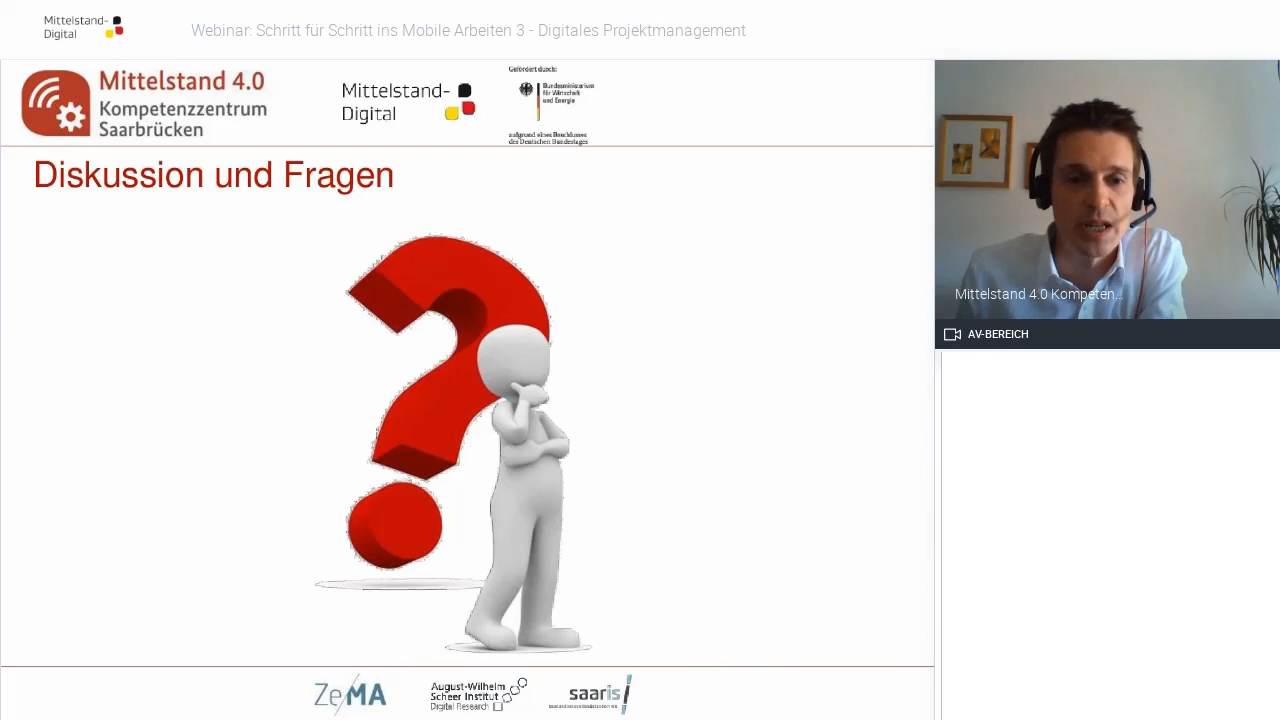 Mittelstand-
Digital
Webinar: Schritt für Schritt ins Mobile Arbeiten 3 - Digitales Projektmanagement
Mittelstand 4.0
Kompetenzzentrum
Saarbrücken
Mittelstand-
Digital
Gefördert durch:
Bundesministerium
für Wirtschaft
und Energie
aufgrund eines Beschlusses
des Deutschen Bundestages
Diskussion und Fragen
Mittelstand 4.0 Kompeten...
AV-BEREICH
ZeMA
August-Wilhelm
Scheer Institut
Digital Research
saaris